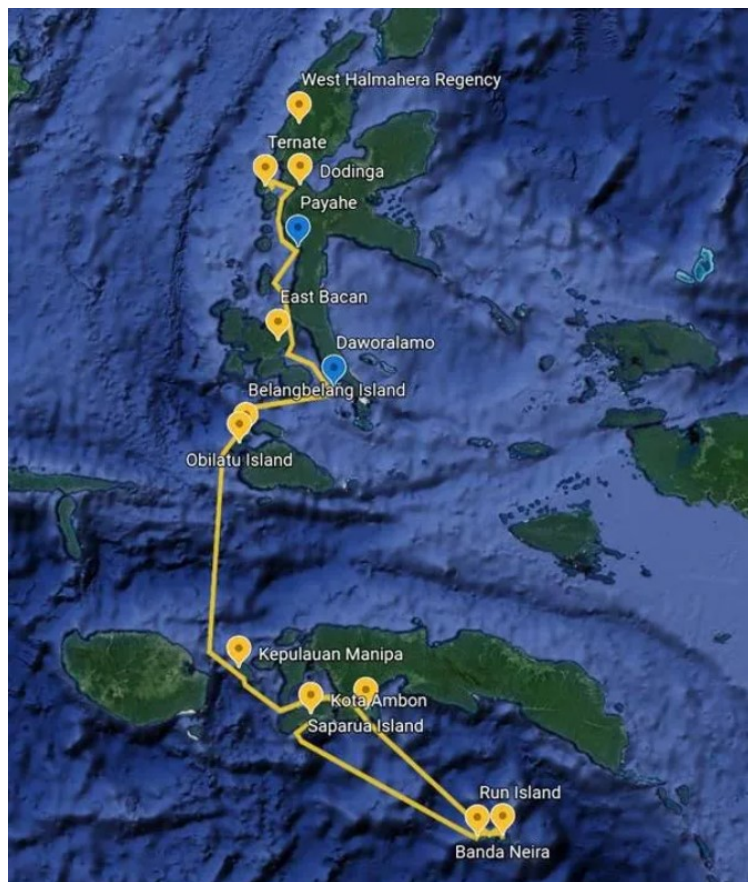 West Halmahera Regency
Ternate
Dodinga
Payahe
East Bacan
Daworalamo
Belangbelang Island
Obilatu Island
Kepulauan Manipa
Kota Ambon
Saparua Island
Run Island
Banda Neira